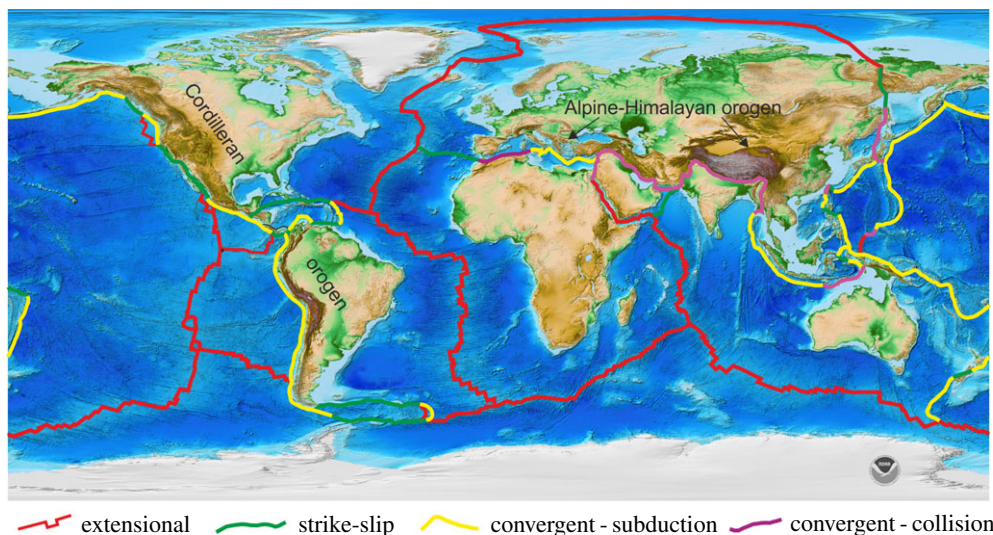 Cordilleran
Alpine-Himalayan orogen
orogen
extensional
strike-slip
convergent - subduction
convergent - collision